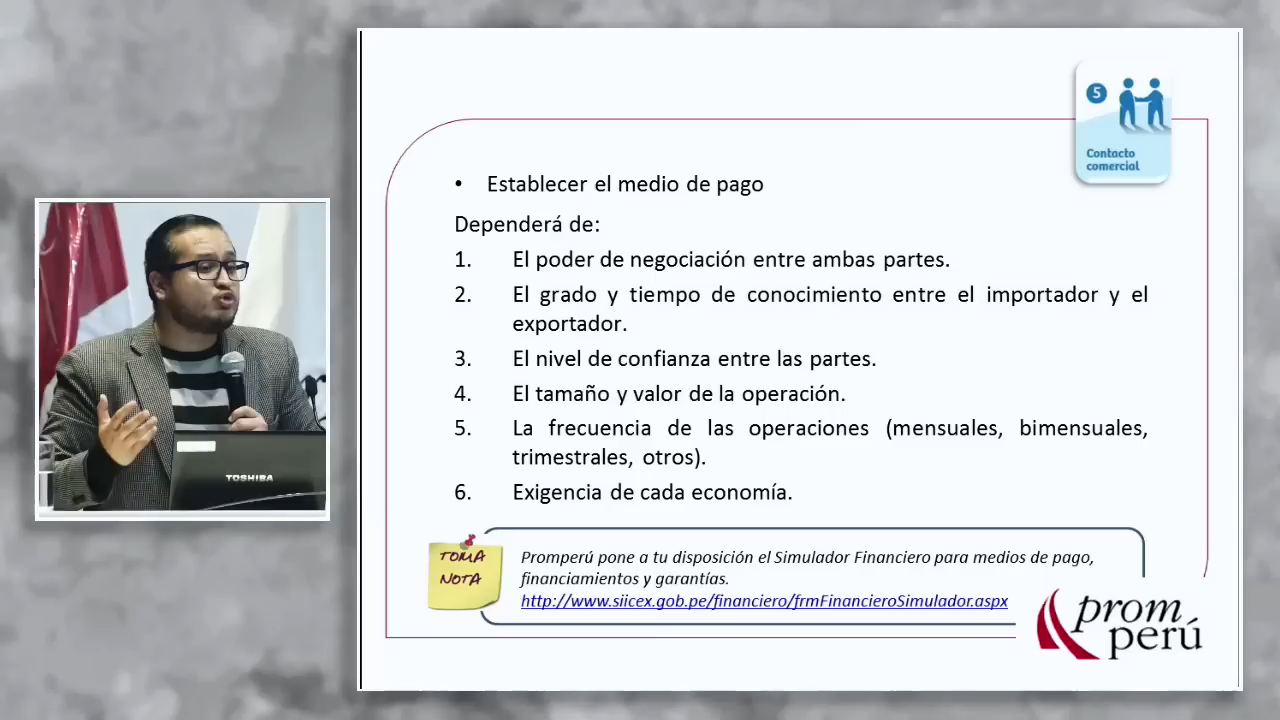 5
Contacto
comercial
• Establecer el medio de pago
Dependerá de:
1. El poder de negociación entre ambas partes.
2. El grado y tiempo de conocimiento entre el importador y el
exportador.
3. El nivel de confianza entre las partes.
4. El tamaño y valor de la operación.
5. La frecuencia de las operaciones (mensuales, bimensuales,
trimestrales, otros).
6. Exigencia de cada economía.
TOMA
NOTA
Promperú pone a tu disposición el Simulador Financiero para medios de pago,
financiamientos y garantías.
http://www.siicex.gob.pe/financiero/frmFinancieroSimulador.aspx
prom
perú
TOSHIBA